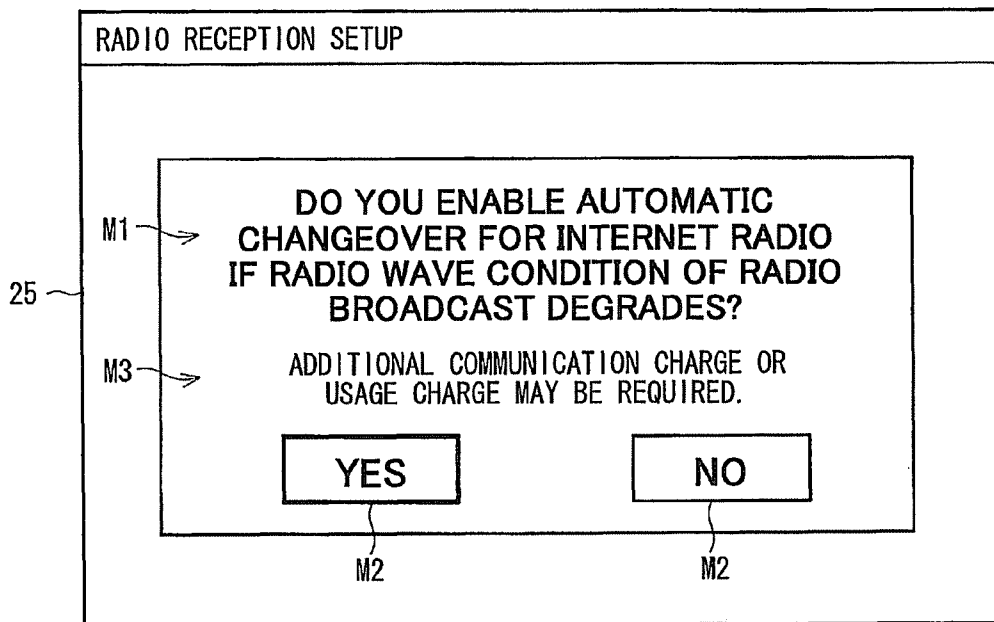 RADIO RECEPTION SETUP
M1
DO YOU ENABLE AUTOMATIC
CHANGEOVER FOR INTERNET RADIO
IF RADIO WAVE CONDITION OF RADIO
BROADCAST DEGRADES?
25
M3
ADDITIONAL COMMUNICATION CHARGE OR
USAGE CHARGE MAY BE REQUIRED.
YES NO
M2 M2